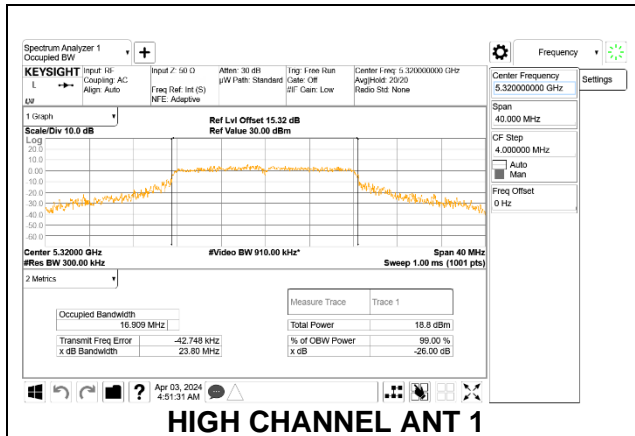 Spectrum Analyzer 1
Occupied BW
Frequency
KEYSIGHT
L
Input: RF
Coupling: AC
Align: Auto
Input Z: 50 Ω
Freq Ref: Int (S)
NFE: Adaptive
Atten: 30 dB
µW Path: Standard
Trig: Free Run
Gate: Off
#IF Gain: Low
Center Freq: 5.320000000 GHz
Avg|Hold: 20/20
Radio Std: None
Center Frequency
5.320000000 GHz
Settings
Span
40.000 MHz
CF Step
4.000000 MHz
Auto
Man
Freq Offset
0 Hz
1 Graph
Scale/Div 10.0 dB
Ref Lvl Offset 15.32 dB
Ref Value 30.00 dBm
Log
20.0
10.0
0.00
-10.0
-20.0
-30.0
-40.0
-50.0
-60.0
Center 5.32000 GHz
#Video BW 910.00 kHz*
Span 40 MHz
#Res BW 300.00 kHz
Sweep 1.00 ms (1001 pts)
2 Metrics
Measure Trace
Trace 1
Occupied Bandwidth
16.909 MHz
Total Power
18.8 dBm
Transmit Freq Error
-42.748 kHz
% of OBW Power
99.00 %
x dB Bandwidth
23.80 MHz
x dB
-26.00 dB
?
Apr 03, 2024
4:51:31 AM
HIGH CHANNEL ANT 1